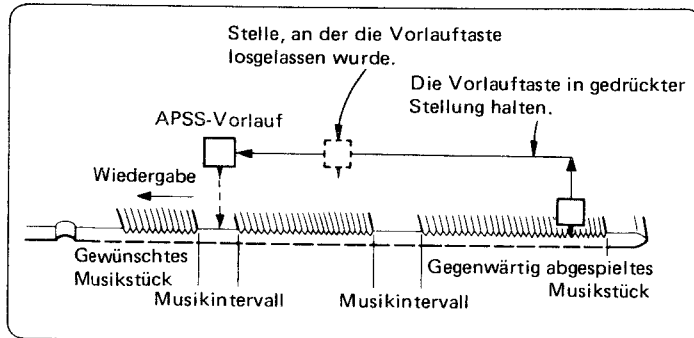 Stelle, an der die Vorlauftaste
losgelassen wurde.
Die Vorlauftaste in gedrückter
Stellung halten.
APSS-Vorlauf
Wiedergabe
Gewünschtes
Musikstück
Musikintervall
Musikintervall
Gegenwärtig abgespieltes
Musikstück